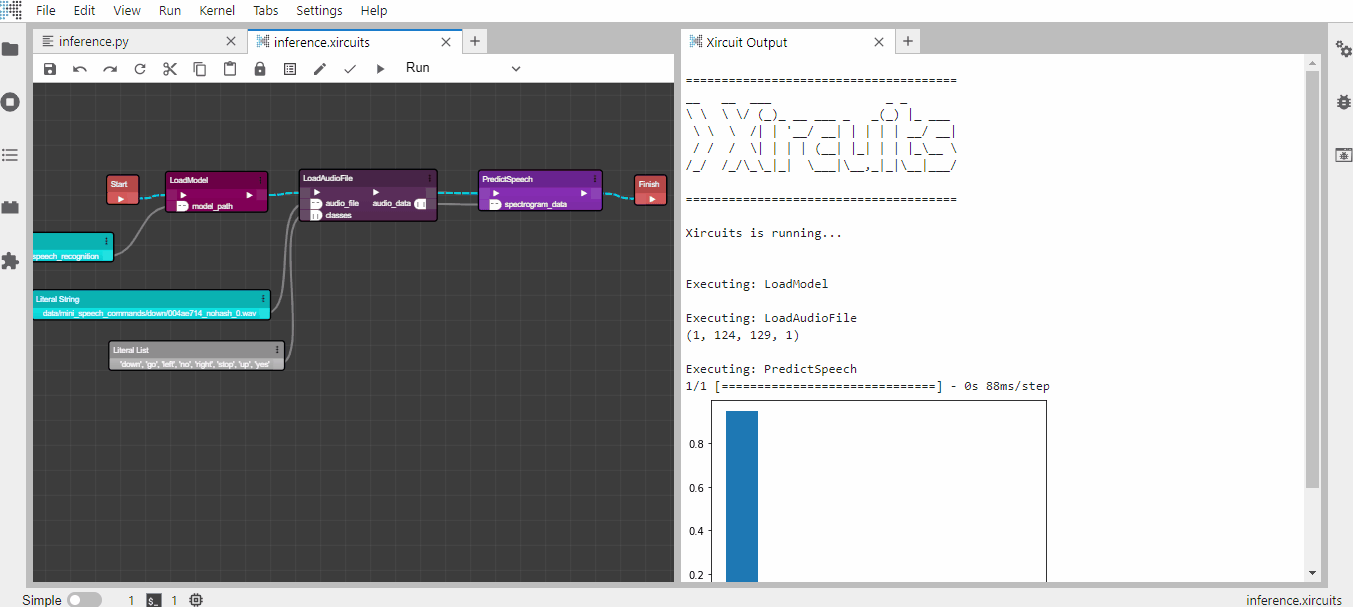 File Edit View Run Kernel Tabs Settings Help
inference.py
inference.xircuits
Xircuit Output
Run
=====================================
__   __  ___                _ _
\ \  \ \/ (_)_ __ ___ _   _(_) |_ ___
 \ \  \  /| | '__/ __| | | | | __/ __|
 / /  /  \| | | | (__| |_| | | |_\__ \
/_/  /_/\_\_|_|  \___|\__,_|_|\__|___/
=====================================
Xircuits is running...
Executing: LoadModel
Executing: LoadAudioFile
(1, 124, 129, 1)
Executing: PredictSpeech
1/1 [==============================] - 0s 88ms/step
0.8
0.6
0.4
0.2
Start
LoadModel
model_path
LoadAudioFile
audio_file audio_data
classes
PredictSpeech
spectrogram_data
Finish
speech_recognition
Literal String
data/mini_speech_commands/down/004ae714_nohash_0.wav
Literal List
'down', 'go', 'left', 'no', 'right', 'stop', 'up', 'yes'
Simple 1 $_ 1 inference.xircuits